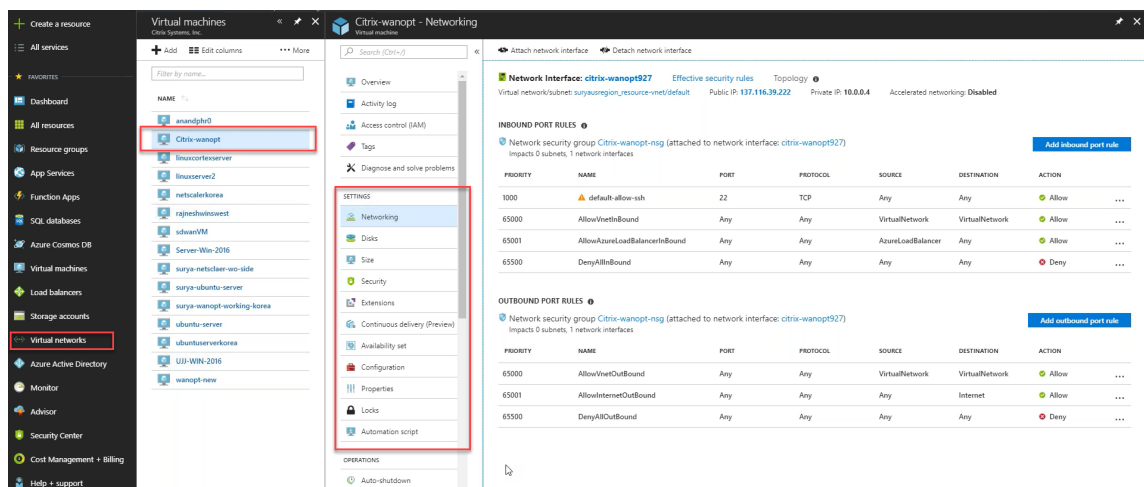 Create a resource
All services
FAVORITES
Dashboard
All resources
Resource groups
App Services
Function Apps
SQL databases
Azure Cosmos DB
Virtual machines
Load balancers
Storage accounts
Virtual networks
Azure Active Directory
Monitor
Advisor
Security Center
Cost Management + Billing
Help + support
Virtual machines
Citrix Systems, Inc.
Add Edit columns ••• More
Filter by name...
NAME
anandphr0
Citrix-wanopt
linuxcortexserver
linuxserver2
netscalerkorea
rajneshwinswest
sdwanVM
Server-Win-2016
surya-netsclaer-wo-side
surya-ubuntu-server
surya-wanopt-working-korea
ubuntu-server
ubuntuserverkorea
UJJ-WIN-2016
wanopt-new
Citrix-wanopt - Networking
Virtual machine
Search (Ctrl+/)
Overview
Activity log
Access control (IAM)
Tags
Diagnose and solve problems
SETTINGS
Networking
Disks
Size
Security
Extensions
Continuous delivery (Preview)
Availability set
Configuration
Properties
Locks
Automation script
OPERATIONS
Auto-shutdown
Attach network interface Detach network interface
Network Interface: citrix-wanopt927 Effective security rules Topology
Virtual network/subnet: suryausregion_resource-vnet/default Public IP: 137.116.39.222 Private IP: 10.0.0.4 Accelerated networking: Disabled
INBOUND PORT RULES
Network security group Citrix-wanopt-nsg (attached to network interface: citrix-wanopt927)
Impacts 0 subnets, 1 network interfaces
Add inbound port rule
PRIORITY NAME PORT PROTOCOL SOURCE DESTINATION ACTION
1000 default-allow-ssh 22 TCP Any Any Allow ...
65000 AllowVnetInBound Any Any VirtualNetwork VirtualNetwork Allow ...
65001 AllowAzureLoadBalancerInBound Any Any AzureLoadBalancer Any Allow ...
65500 DenyAllInBound Any Any Any Any Deny ...
OUTBOUND PORT RULES
Network security group Citrix-wanopt-nsg (attached to network interface: citrix-wanopt927)
Impacts 0 subnets, 1 network interfaces
Add outbound port rule
PRIORITY NAME PORT PROTOCOL SOURCE DESTINATION ACTION
65000 AllowVnetOutBound Any Any VirtualNetwork VirtualNetwork Allow ...
65001 AllowInternetOutBound Any Any Any Internet Allow ...
65500 DenyAllOutBound Any Any Any Any Deny ...